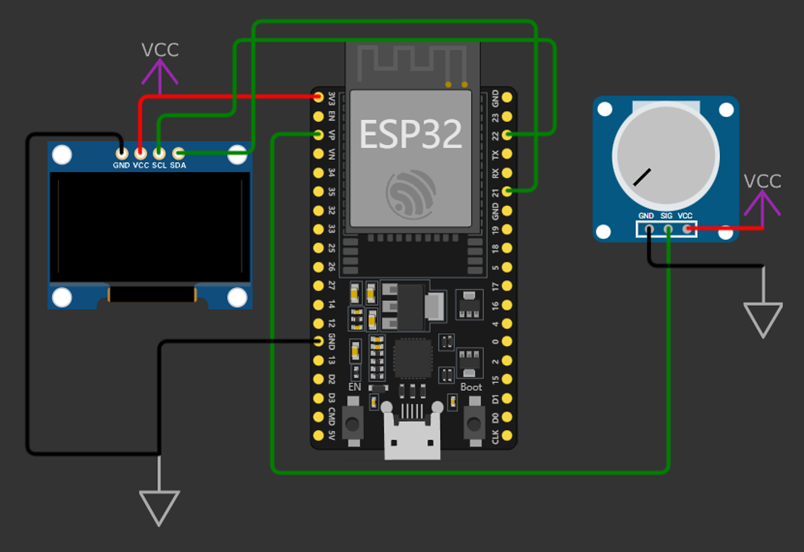 VCC
GND VCC SCL SDA
ESP32
3V3
EN
VP
VN
34
35
32
33
25
26
27
14
12
GND
13
D2
D3
CMD
5V
GND
23
22
TX
RX
21
GND
19
18
5
17
16
4
0
2
15
D1
D0
CLK
EN
Boot
VCC
GND SIG VCC